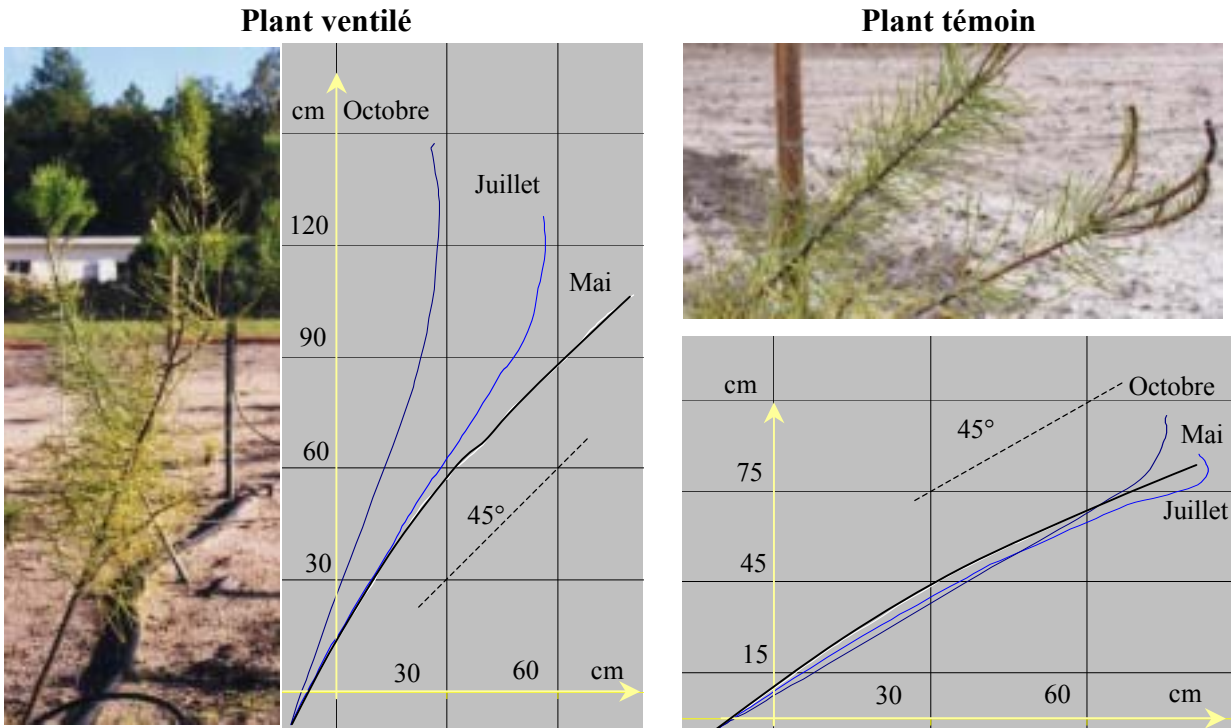 Plant ventilé
Plant témoin
cm
Octobre
Juillet
Mai
120
90
60
30
45°
30
60
cm
cm
Octobre
45°
Mai
75
Juillet
45
15
30
60
cm